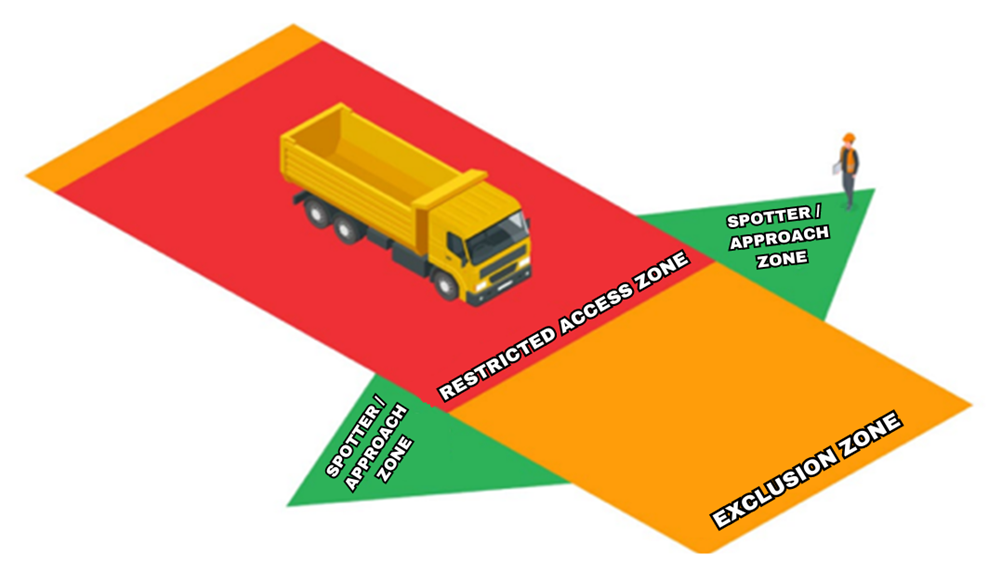 SPOTTER /
APPROACH
ZONE
RESTRICTED ACCESS ZONE
SPOTTER /
APPROACH
ZONE
EXCLUSION ZONE